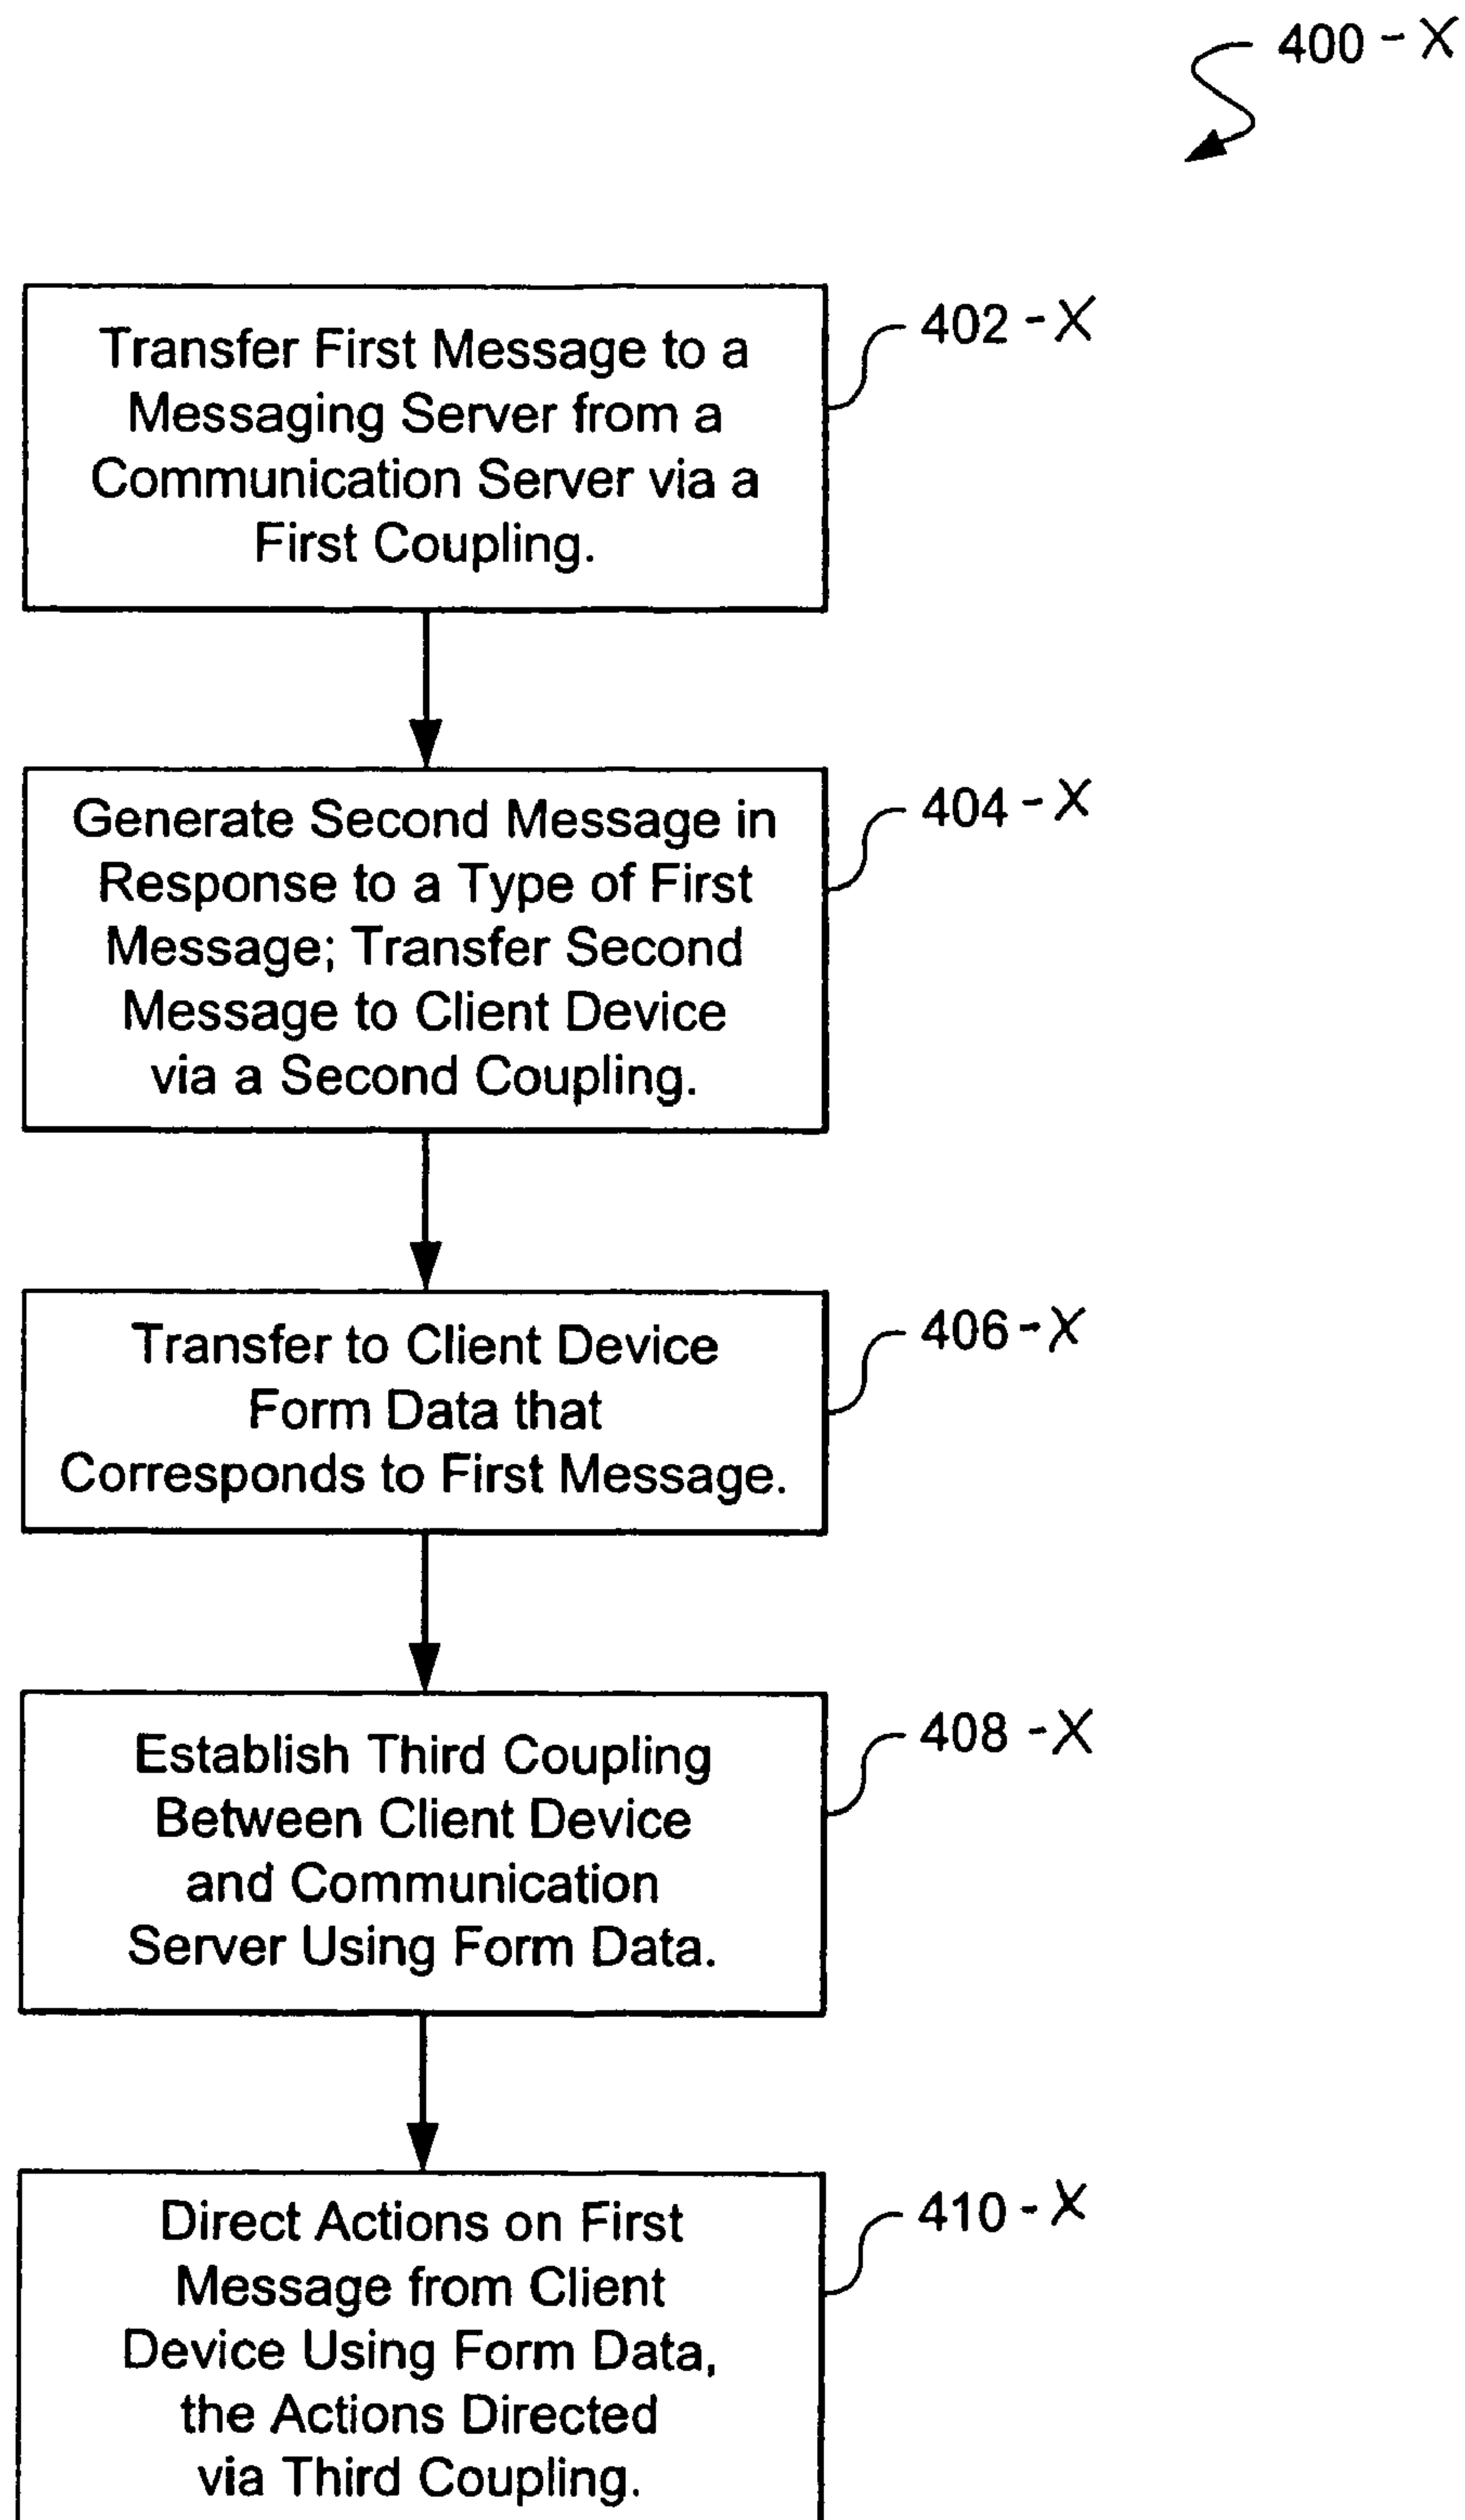 400 - X
Transfer First Message to a
Messaging Server from a
Communication Server via a
First Coupling.
402 - X
Generate Second Message in
Response to a Type of First
Message; Transfer Second
Message to Client Device
via a Second Coupling.
404 - X
Transfer to Client Device
Form Data that
Corresponds to First Message.
406 - X
Establish Third Coupling
Between Client Device
and Communication
Server Using Form Data.
408 - X
Direct Actions on First
Message from Client
Device Using Form Data,
the Actions Directed
via Third Coupling.
410 - X